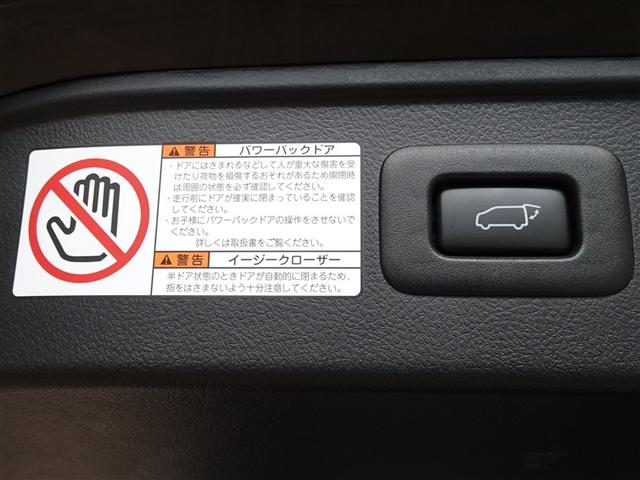 警告 パワーバックドア
・ドアにはさまれるなどして人が重大な傷害を受
けたり荷物を損傷するおそれがあるため開閉時
は周囲の状態を必ず確認してください。
・走行前にドアが確実に閉まっていることを確認
してください。
・お子様にパワーバックドアの操作をさせないで
ください。
詳しくは取扱書をご覧ください。
警告 イージークローザー
半ドア状態のときドアが自動的に閉まるため、
指をはさまないよう十分注意してください。